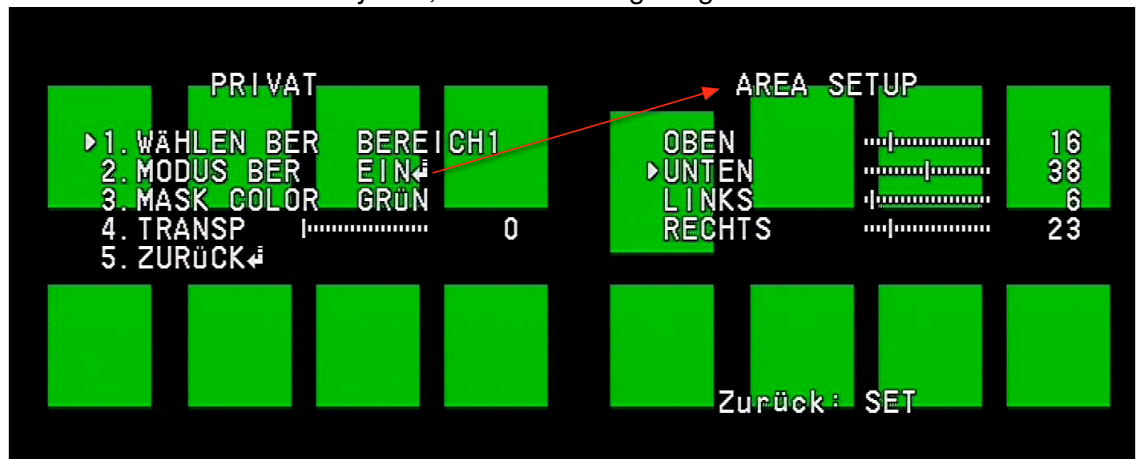 PRIVAT
▶1.WÄHLEN BER BEREICH1
2.MODUS BER EIN↲
3.MASK COLOR GRÜN
4.TRANSP 0
5.ZURÜCK↲
AREA SETUP
OBEN 16
▶UNTEN 38
LINKS 6
RECHTS 23
Zurück: SET